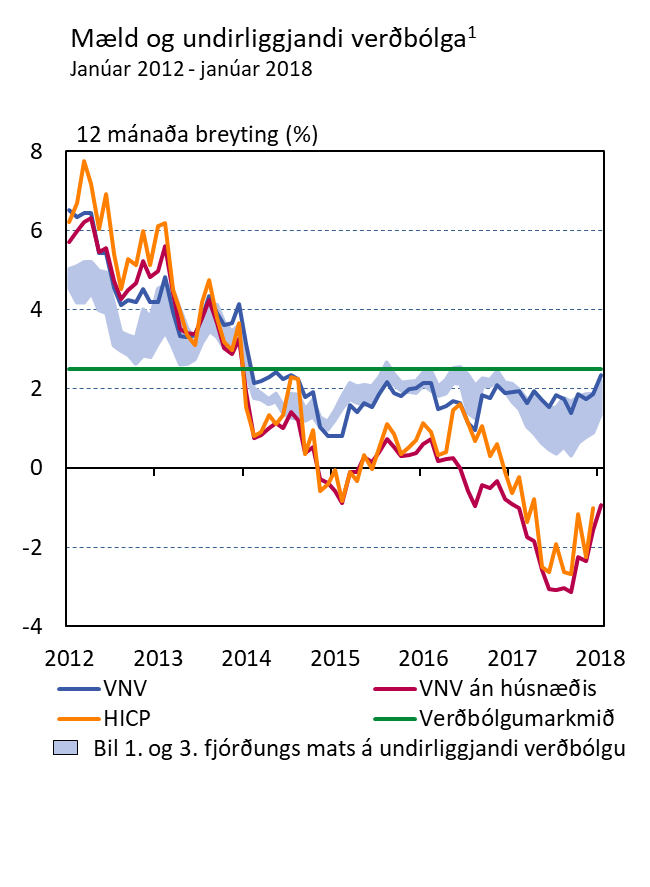 Mæld og undirliggjandi verðbólga¹
Janúar 2012 - janúar 2018
12 mánaða breyting (%)
8
6
4
2
0
-2
-4
2012 2013 2014 2015 2016 2017 2018
VNV VNV án húsnæðis
HICP Verðbólgumarkmið
Bil 1. og 3. fjórðungs mats á undirliggjandi verðbólgu